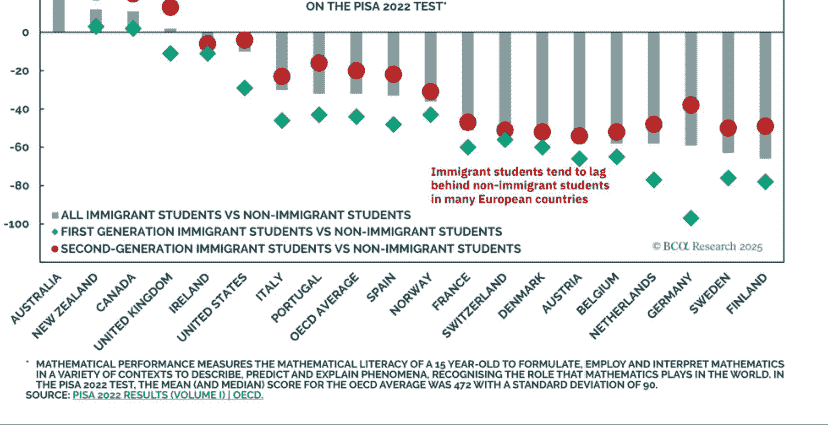 ON THE PISA 2022 TEST*
0
-20
-40
-60
-80
-100
Immigrant students tend to lag
behind non-immigrant students
in many European countries
ALL IMMIGRANT STUDENTS VS NON-IMMIGRANT STUDENTS
FIRST GENERATION IMMIGRANT STUDENTS VS NON-IMMIGRANT STUDENTS
SECOND-GENERATION IMMIGRANT STUDENTS VS NON-IMMIGRANT STUDENTS
© BCα Research 2025
AUSTRALIA
NEW ZEALAND
CANADA
UNITED KINGDOM
IRELAND
UNITED STATES
ITALY
PORTUGAL
OECD AVERAGE
SPAIN
NORWAY
FRANCE
SWITZERLAND
DENMARK
AUSTRIA
BELGIUM
NETHERLANDS
GERMANY
SWEDEN
FINLAND
* MATHEMATICAL PERFORMANCE MEASURES THE MATHEMATICAL LITERACY OF A 15 YEAR-OLD TO FORMULATE, EMPLOY AND INTERPRET MATHEMATICS
IN A VARIETY OF CONTEXTS TO DESCRIBE, PREDICT AND EXPLAIN PHENOMENA, RECOGNISING THE ROLE THAT MATHEMATICS PLAYS IN THE WORLD. IN
THE PISA 2022 TEST, THE MEAN (AND MEDIAN) SCORE FOR THE OECD AVERAGE WAS 472 WITH A STANDARD DEVIATION OF 90.
SOURCE: PISA 2022 RESULTS (VOLUME I) | OECD.